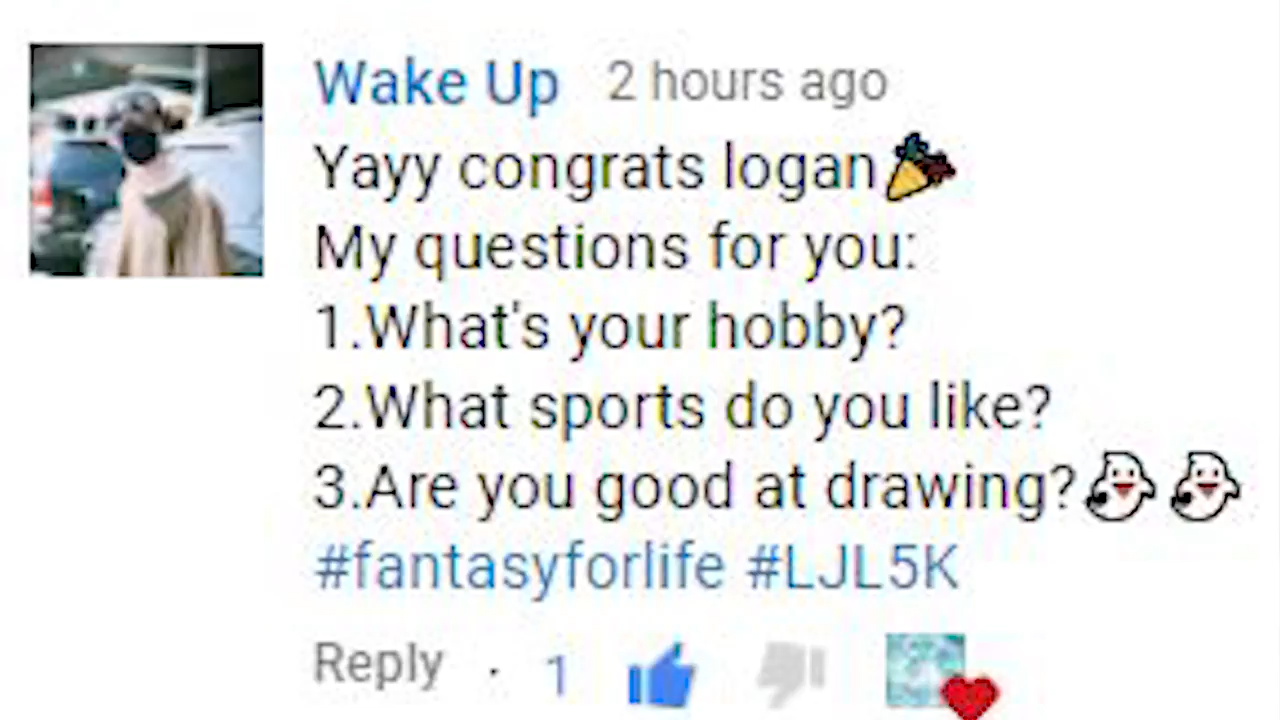 Wake Up 2 hours ago
Yayy congrats logan🎉
My questions for you:
1.What's your hobby?
2.What sports do you like?
3.Are you good at drawing?👻👻
#fantasyforlife #LJL5K
Reply · 1